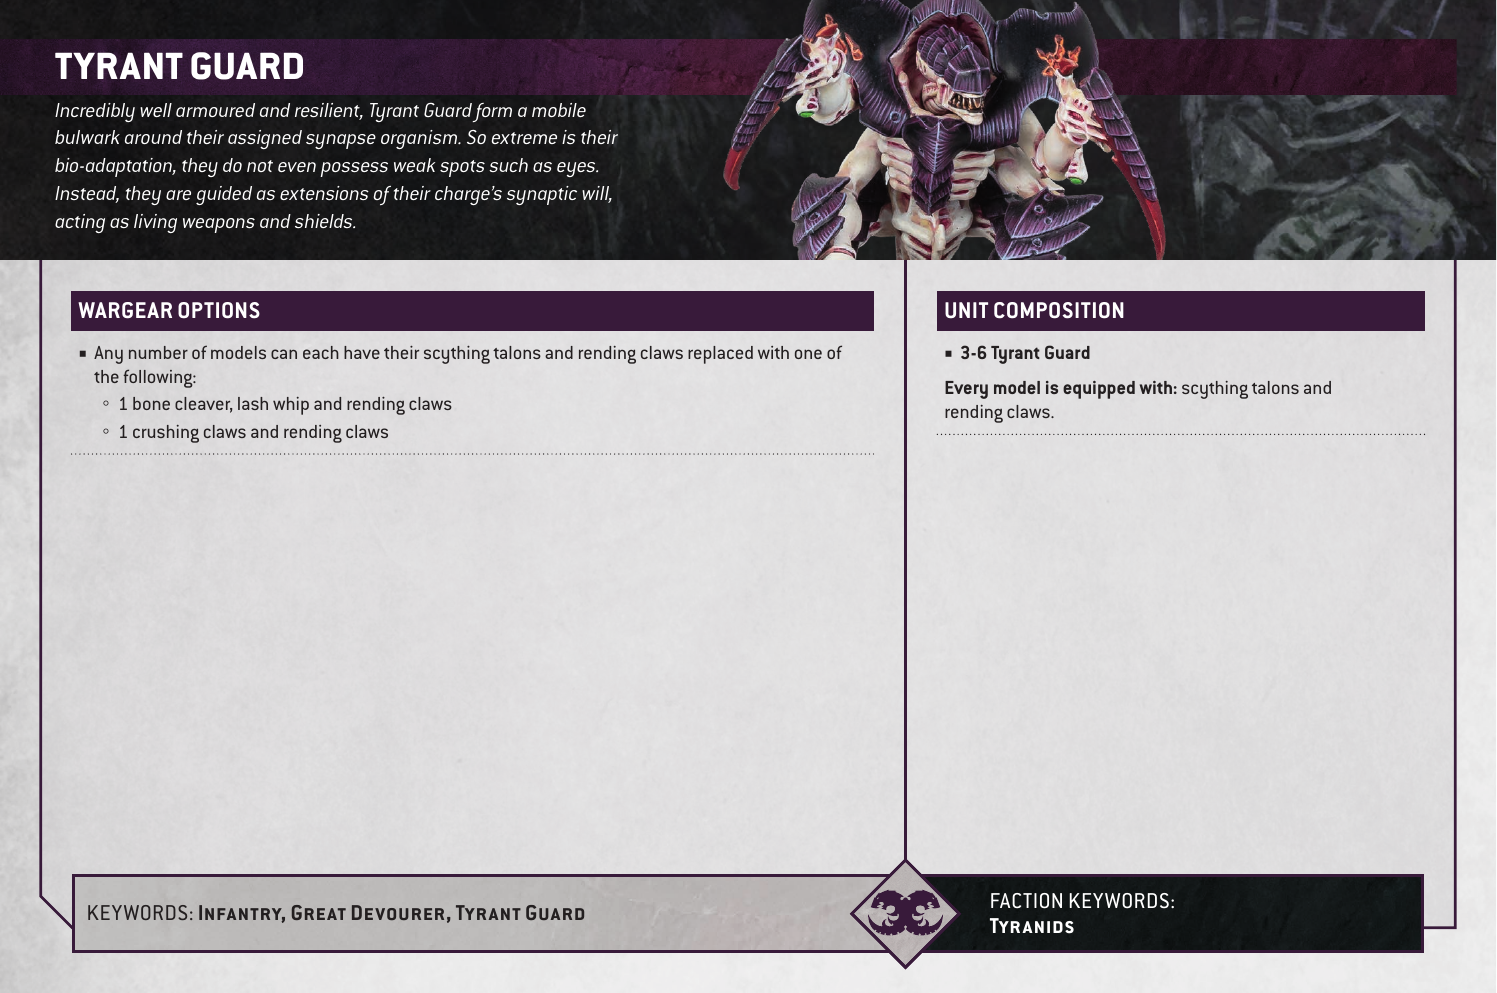 TYRANT GUARD
Incredibly well armoured and resilient, Tyrant Guard form a mobile
bulwark around their assigned synapse organism. So extreme is their
bio-adaptation, they do not even possess weak spots such as eyes.
Instead, they are guided as extensions of their charge’s synaptic will,
acting as living weapons and shields.
WARGEAR OPTIONS
■ Any number of models can each have their scything talons and rending claws replaced with one of
the following:
◦ 1 bone cleaver, lash whip and rending claws
◦ 1 crushing claws and rending claws
UNIT COMPOSITION
■ 3-6 Tyrant Guard
Every model is equipped with: scything talons and
rending claws.
KEYWORDS: Infantry, Great Devourer, Tyrant Guard
FACTION KEYWORDS:
Tyranids